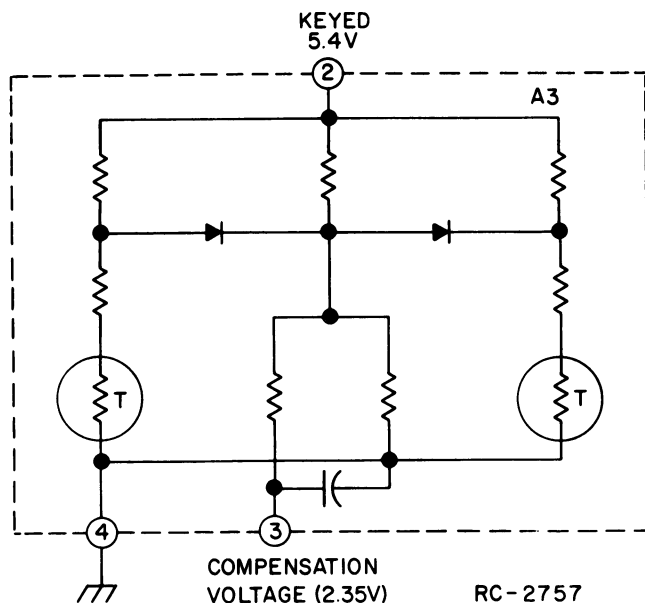 KEYED
5.4V
2
A3
T
T
4
3
COMPENSATION
VOLTAGE (2.35V)
RC-2757